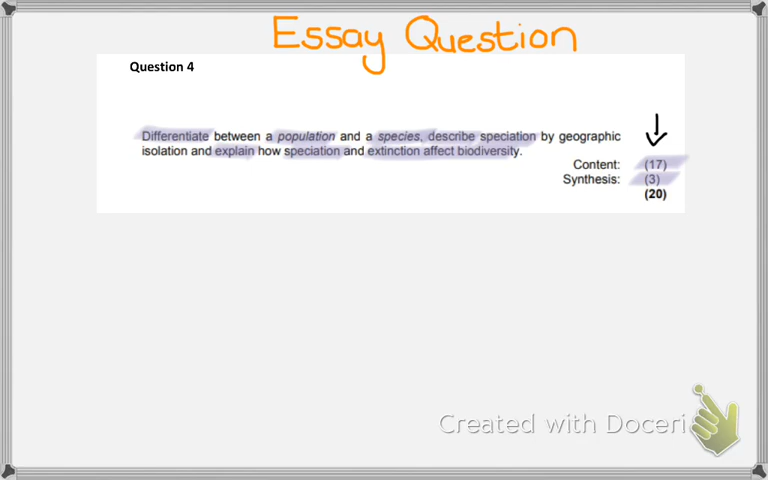 Essay Question
Question 4
Differentiate between a population and a species, describe speciation by geographic
isolation and explain how speciation and extinction affect biodiversity.
Content: (17)
Synthesis: (3)
(20)
Created with Doceri